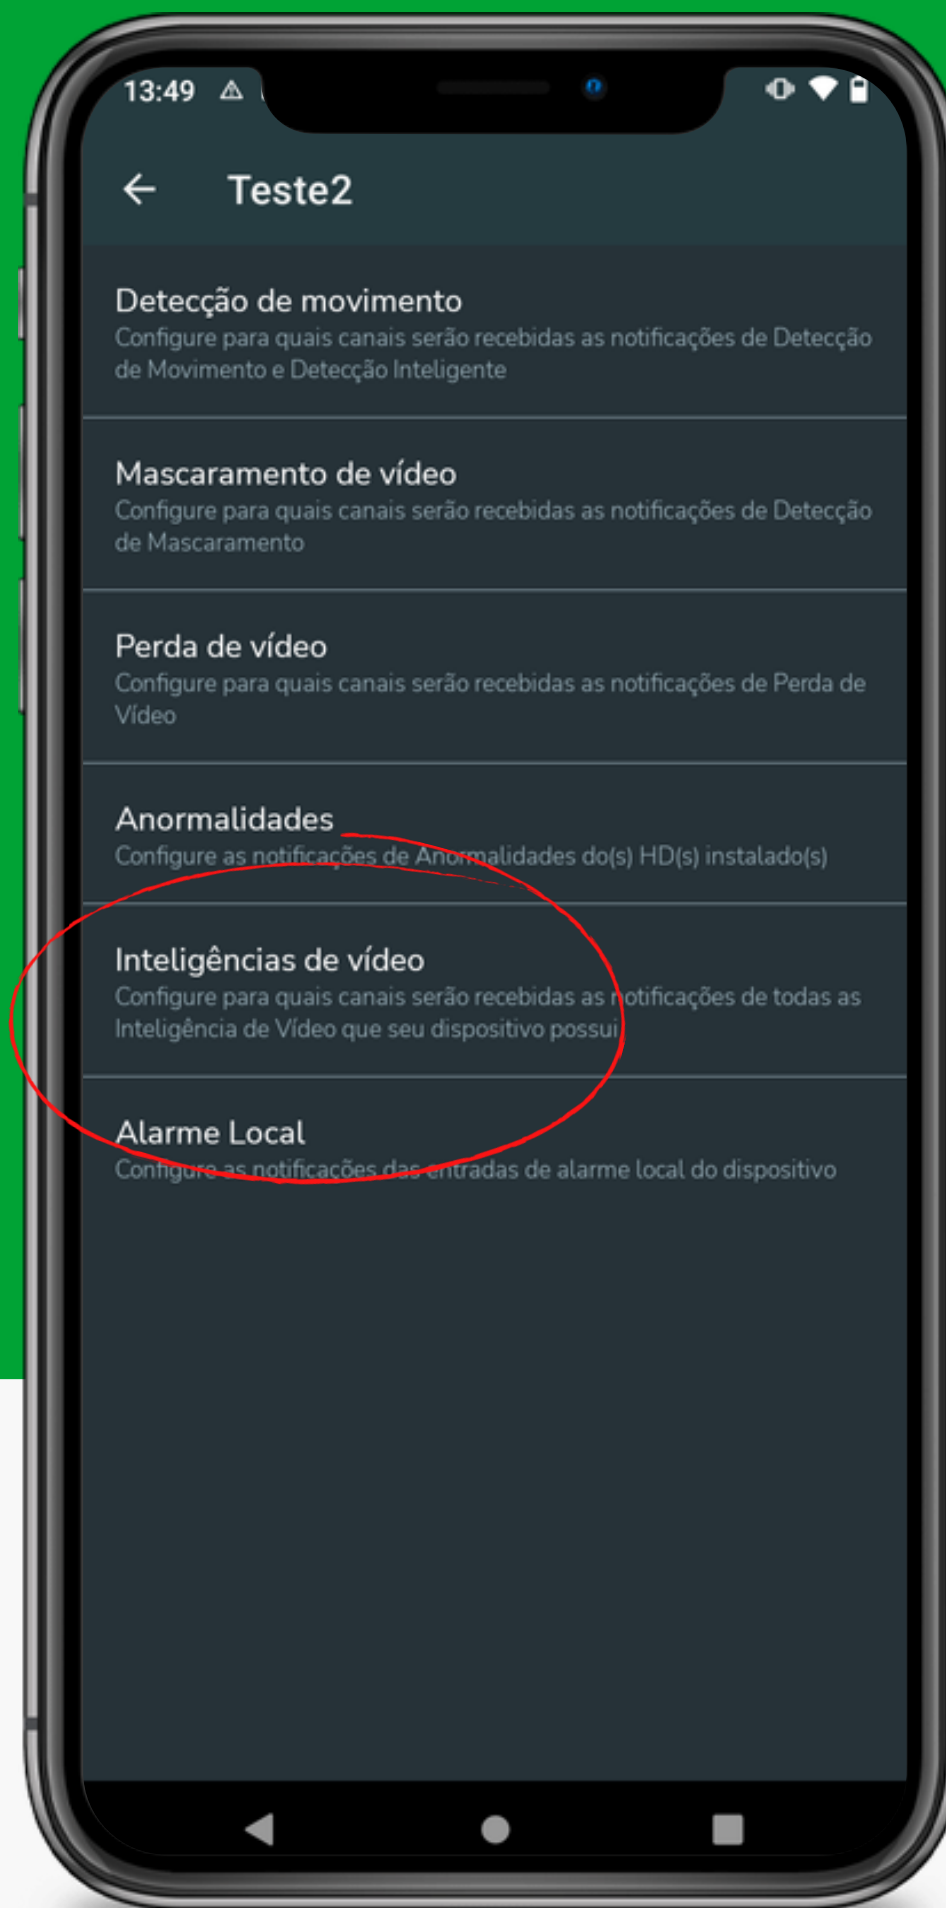 13:49
Teste2
Detecção de movimento
Configure para quais canais serão recebidas as notificações de Detecção
de Movimento e Detecção Inteligente
Mascaramento de vídeo
Configure para quais canais serão recebidas as notificações de Detecção
de Mascaramento
Perda de vídeo
Configure para quais canais serão recebidas as notificações de Perda de
Vídeo
Anormalidades
Configure as notificações de Anormalidades do(s) HD(s) instalado(s)
Inteligências de vídeo
Configure para quais canais serão recebidas as notificações de todas as
Inteligência de Vídeo que seu dispositivo possui
Alarme Local
Configure as notificações das entradas de alarme local do dispositivo